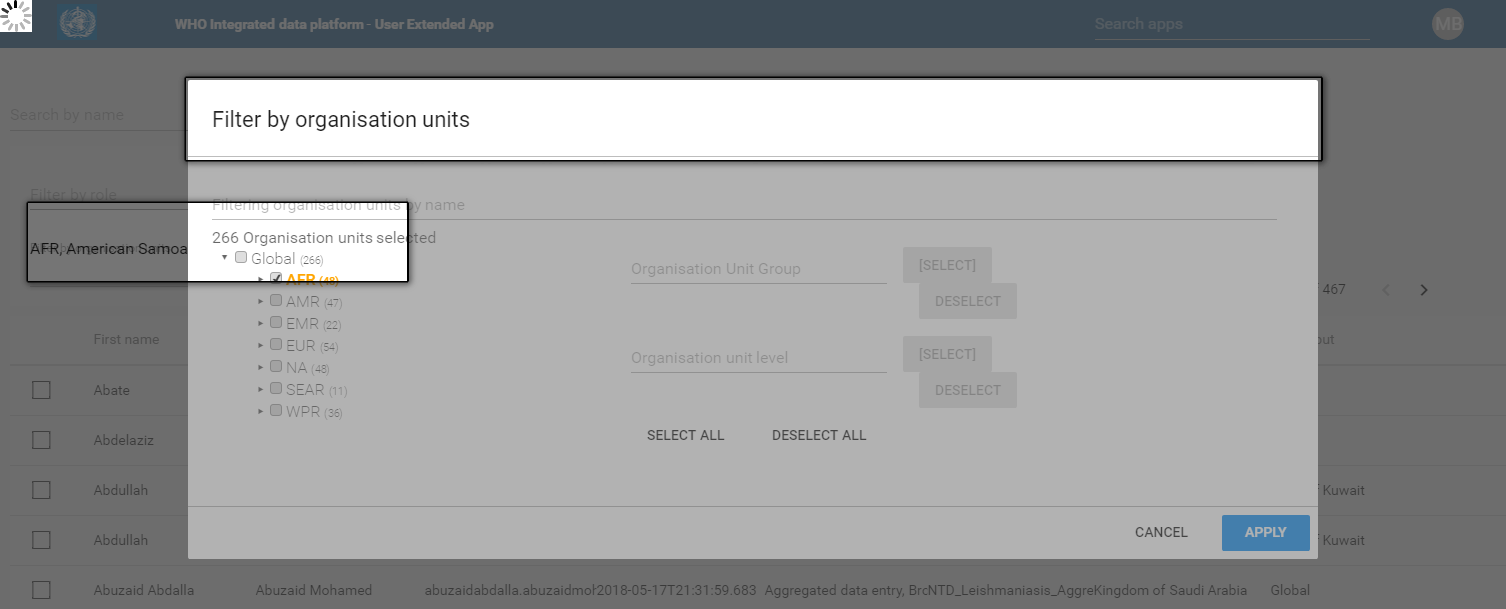 WHO Integrated data platform - User Extended App
Search apps
MB
Search by name
Filter by organisation units
Filter by role
Filtering organisation units by name
AFR, American Samoa
266 Organisation units selected
Global (266)
AFR (48)
AMR (47)
EMR (22)
EUR (54)
NA (48)
SEAR (11)
WPR (36)
Organisation Unit Group
[SELECT]
DESELECT
Organisation unit level
[SELECT]
DESELECT
SELECT ALL
DESELECT ALL
467
First name
Abate
Abdelaziz
Abdullah
Kuwait
Abdullah
Kuwait
CANCEL
APPLY
Abuzaid Abdalla
Abuzaid Mohamed
abuzaidabdalla.abuzaidmol
2018-05-17T21:31:59.683
Aggregated data entry, BrcNTD_Leishmaniasis_Aggre
Kingdom of Saudi Arabia
Global